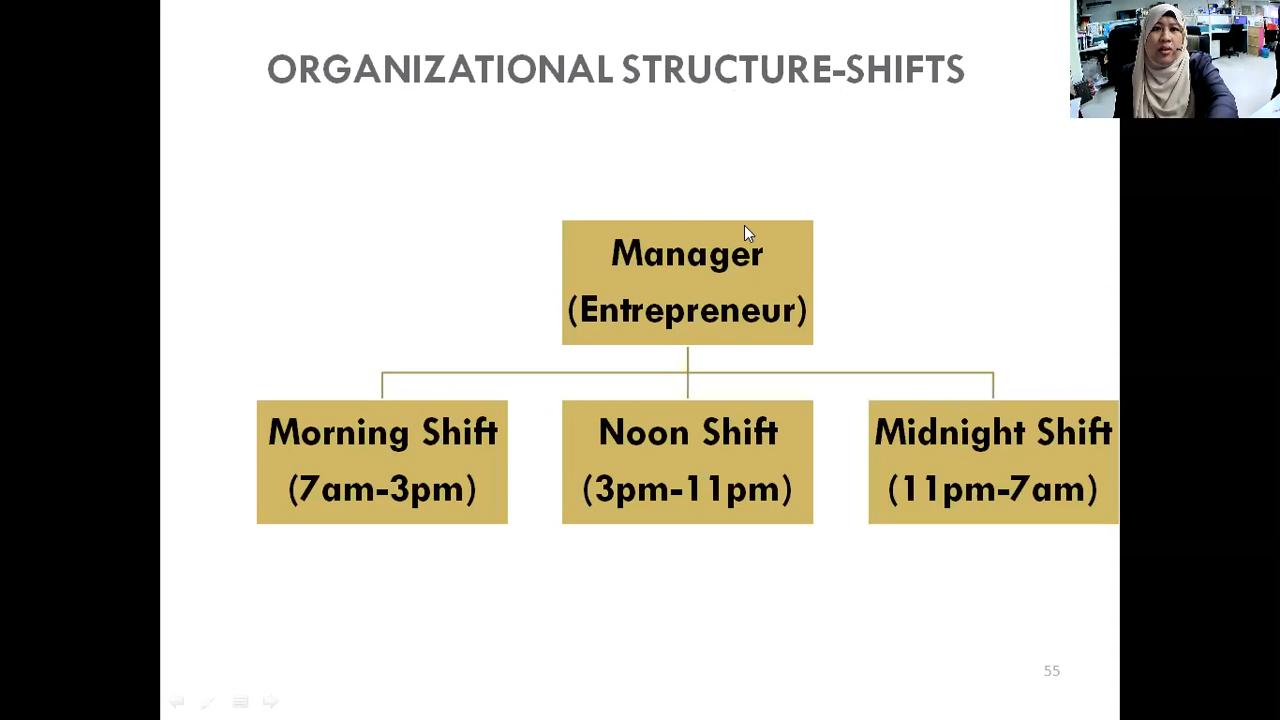 ORGANIZATIONAL STRUCTURE-SHIFTS
Manager
(Entrepreneur)
Morning Shift
(7am-3pm)
Noon Shift
(3pm-11pm)
Midnight Shift
(11pm-7am)
55